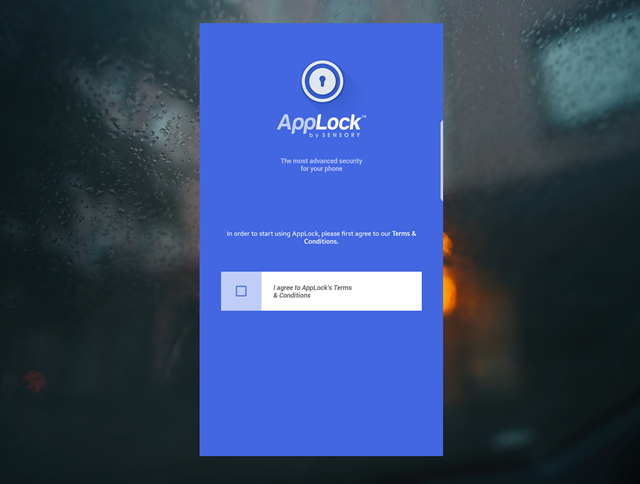 AppLock™
by SENSORY
The most advanced security
for your phone
In order to start using AppLock, please first agree to our Terms &
Conditions.
I agree to AppLock's Terms
& Conditions